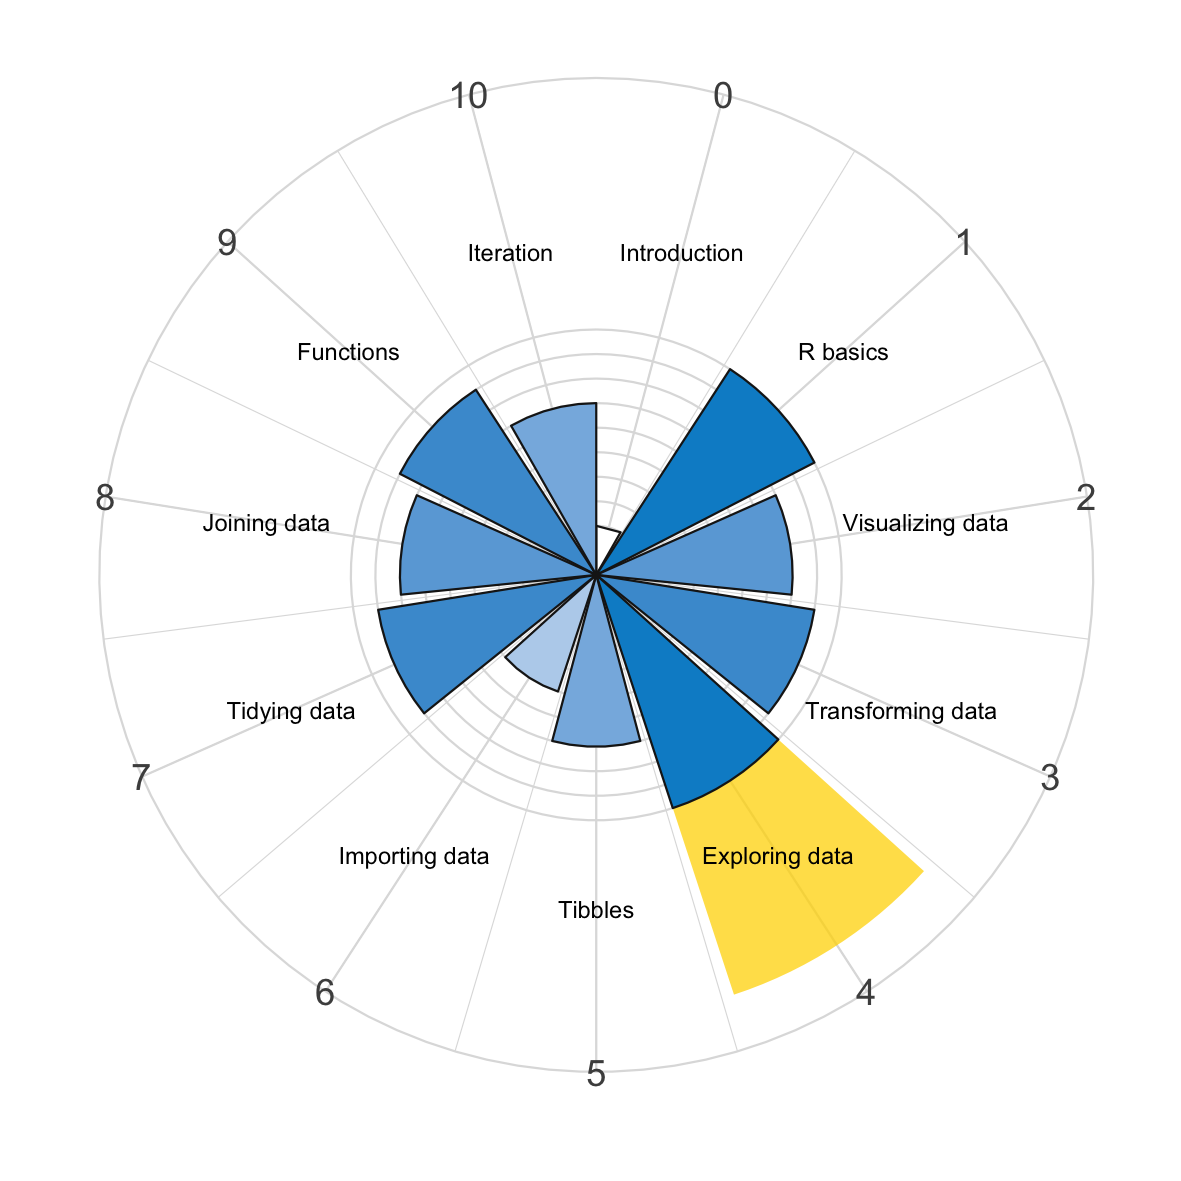 10
0
9
Iteration
Introduction
1
Functions
R basics
8
Joining data
Visualizing data
2
Tidying data
Transforming data
7
3
Importing data
Exploring data
Tibbles
6
4
5